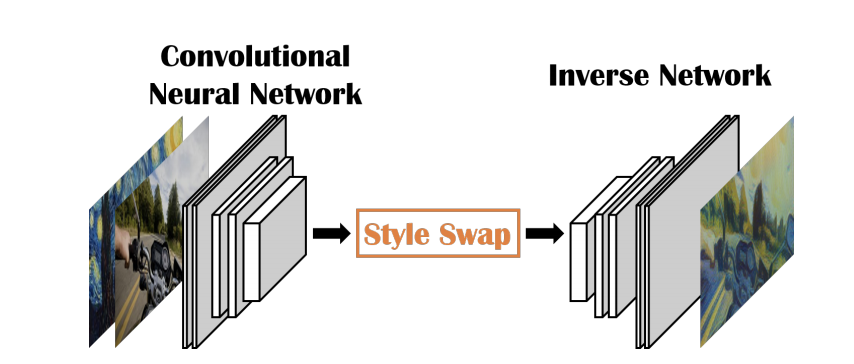 Convolutional
Neural Network
Inverse Network
Style Swap